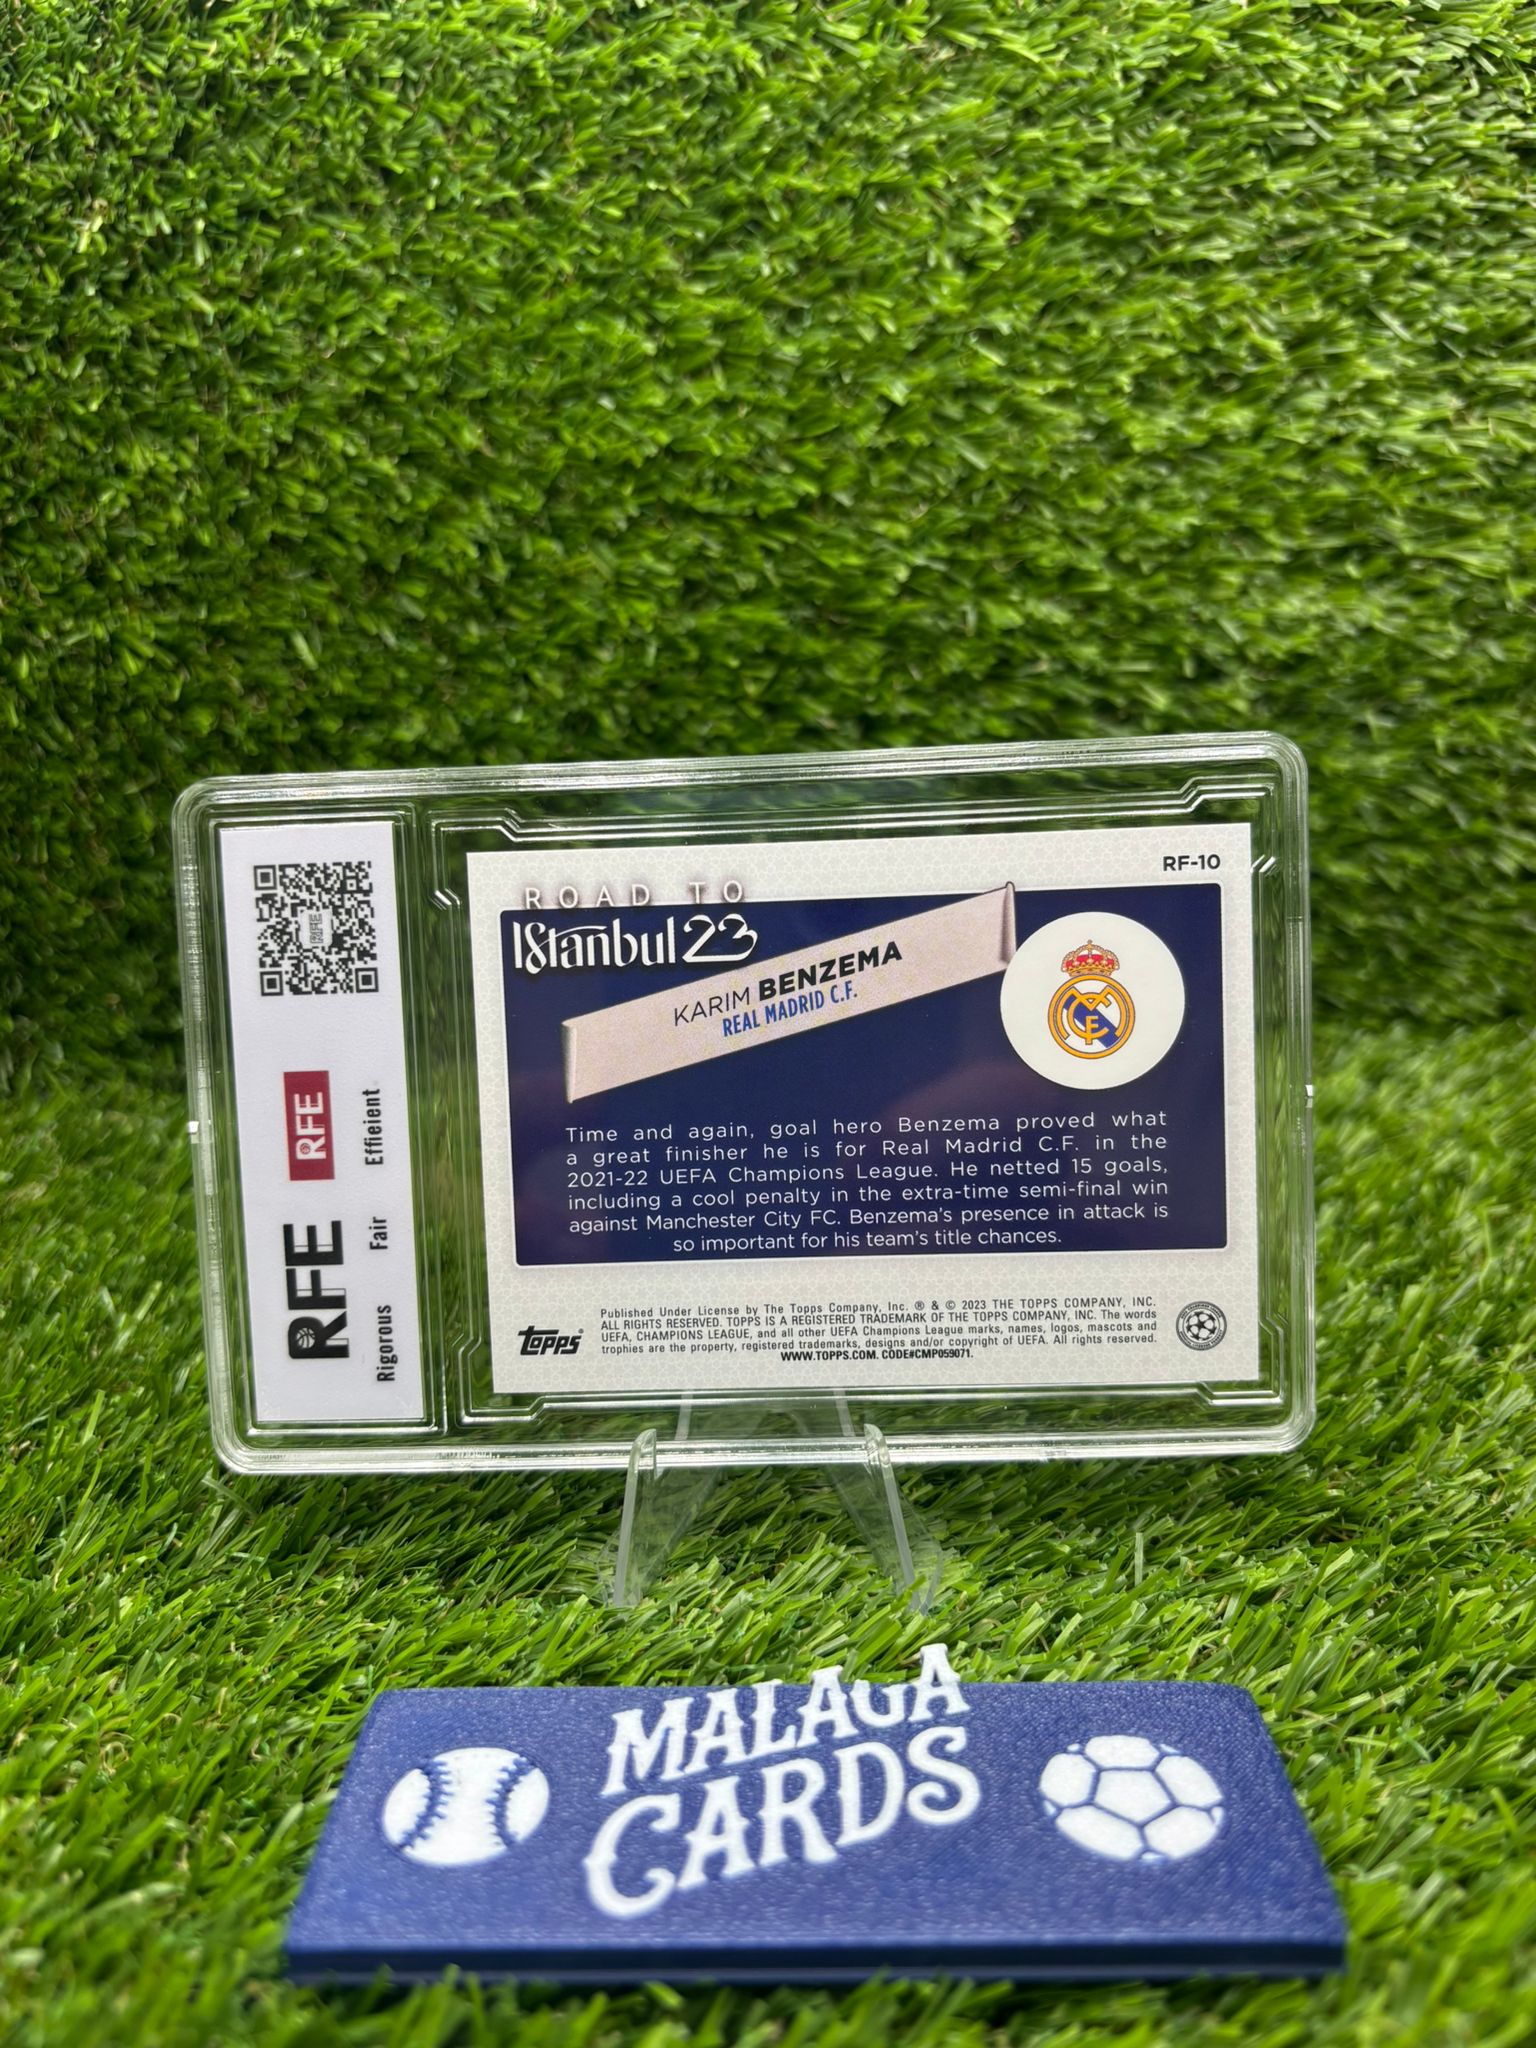 RF-10
ROAD TO
Istanbul 23
KARIM BENZEMA
REAL MADRID C.F.
Time and again, goal hero Benzema proved what
a great finisher he is for Real Madrid C.F. in the
2021-22 UEFA Champions League. He netted 15 goals,
including a cool penalty in the extra-time semi-final win
against Manchester City FC. Benzema's presence in attack is
so important for his team's title chances.
topps®
Published Under License by The Topps Company, Inc. ® & © 2023 THE TOPPS COMPANY, INC.
ALL RIGHTS RESERVED. TOPPS IS A REGISTERED TRADEMARK OF THE TOPPS COMPANY, INC. The words
UEFA, CHAMPIONS LEAGUE, and all other UEFA Champions League marks, names, logos, mascots and
trophies are the property, registered trademarks, designs and/or copyright of UEFA. All rights reserved.
WWW.TOPPS.COM. CODE#CMP059071.
RFE
RFE
Rigorous Fair Effieient
MALAGA
CARDS